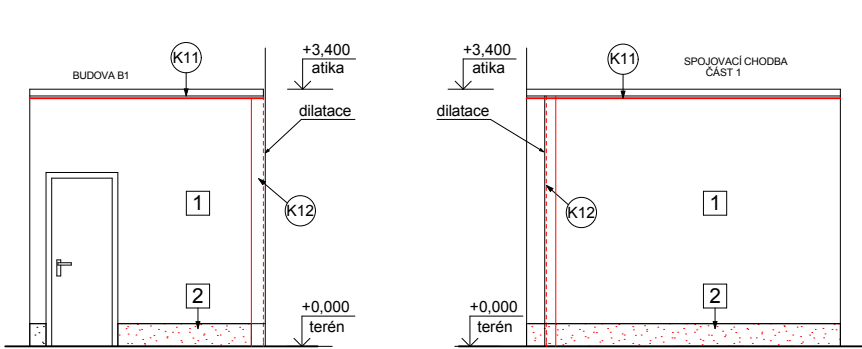 K11
BUDOVA B1
+3,400
atika
dilatace
1
K12
2
+0,000
terén
+3,400
atika
K11
SPOJOVACÍ CHODBA
ČÁST 1
dilatace
1
K12
2
+0,000
terén